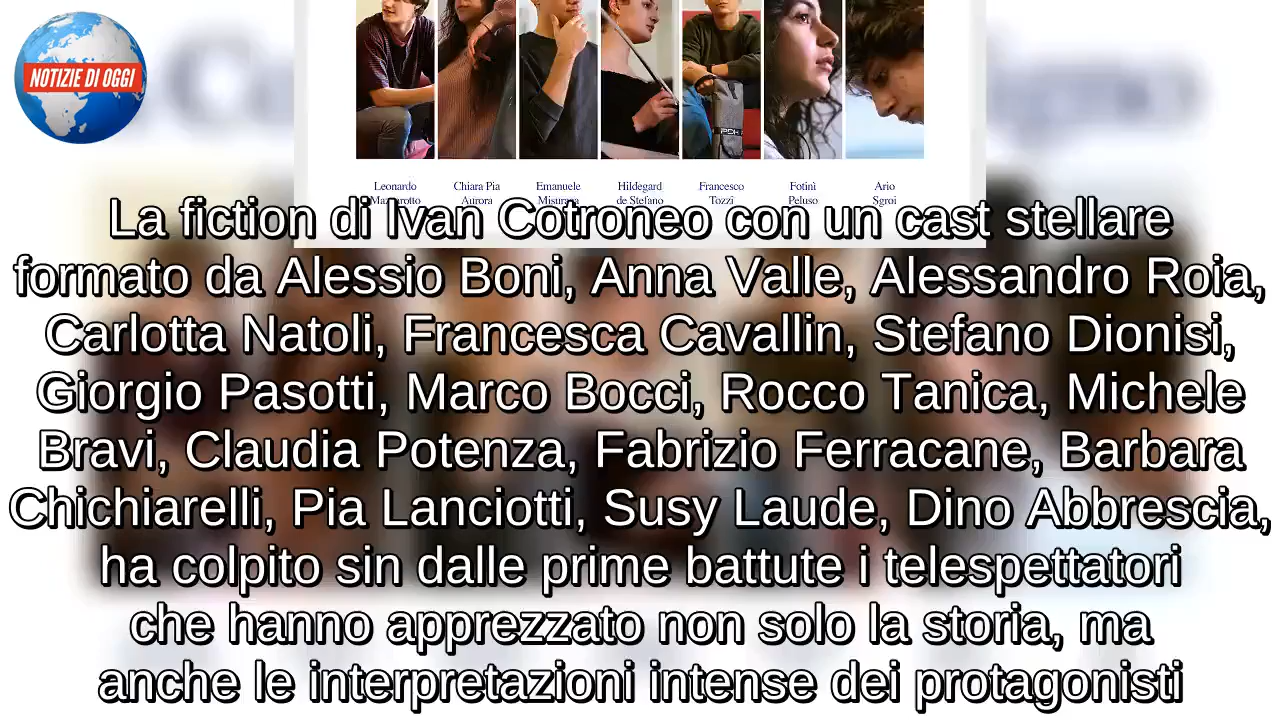 NOTIZIE DI OGGI
Leonardo Chiara Pia Emanuele Hildegard Francesco Fotinì Ario
Mazzarotto Aurora Misuraca de Stefano Tozzi Peluso Sgroi
La fiction di Ivan Cotroneo con un cast stellare
formato da Alessio Boni, Anna Valle, Alessandro Roia,
Carlotta Natoli, Francesca Cavallin, Stefano Dionisi,
Giorgio Pasotti, Marco Bocci, Rocco Tanica, Michele
Bravi, Claudia Potenza, Fabrizio Ferracane, Barbara
Chichiarelli, Pia Lanciotti, Susy Laude, Dino Abbrescia,
ha colpito sin dalle prime battute i telespettatori
che hanno apprezzato non solo la storia, ma
anche le interpretazioni intense dei protagonisti